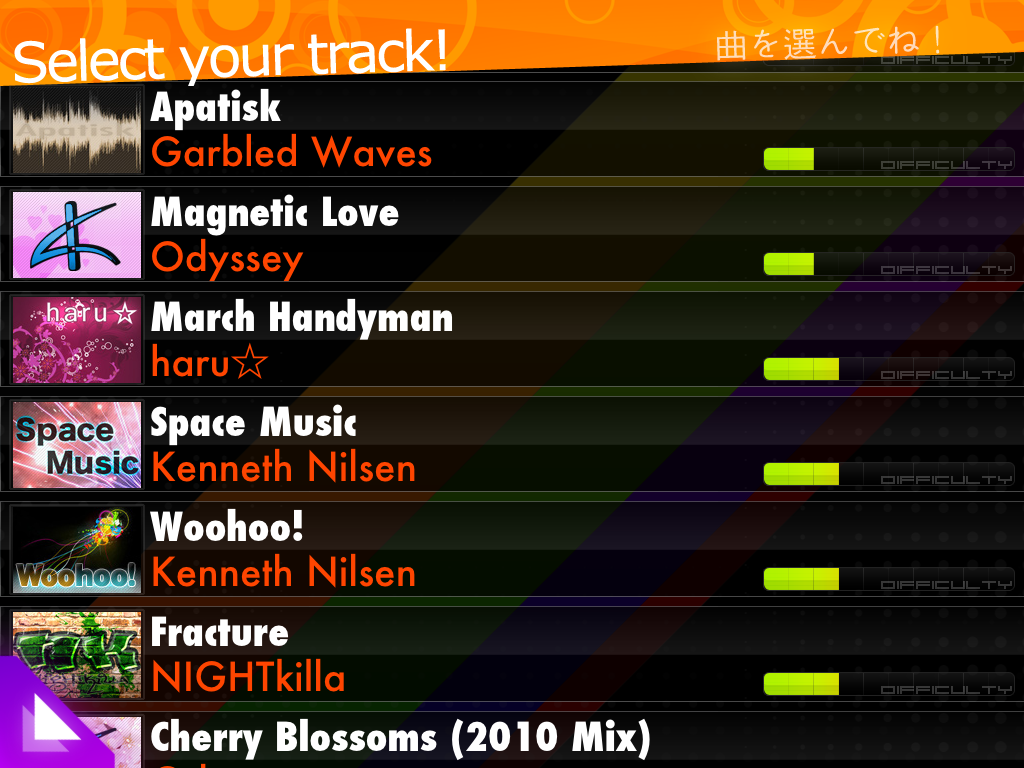 Select your track!
曲を選んでね!
DIFFICULTY
Apatisk
Apatisk
Garbled Waves
DIFFICULTY
Magnetic Love
Odyssey
DIFFICULTY
haru☆
March Handyman
haru☆
DIFFICULTY
Space
Music
Space Music
Kenneth Nilsen
DIFFICULTY
Woohoo!
Woohoo!
Kenneth Nilsen
DIFFICULTY
Fracture
NIGHTkilla
DIFFICULTY
Cherry Blossoms (2010 Mix)